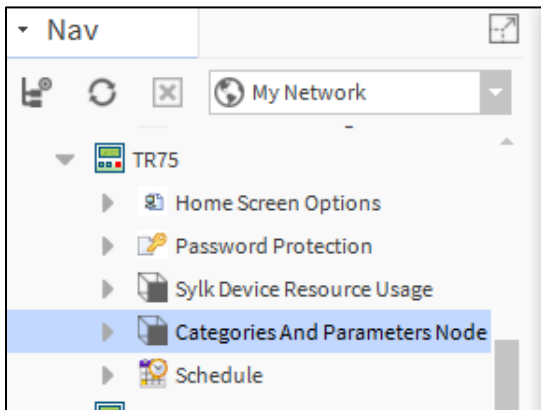 Nav
My Network
TR75
Home Screen Options
Password Protection
Sylk Device Resource Usage
Categories And Parameters Node
Schedule